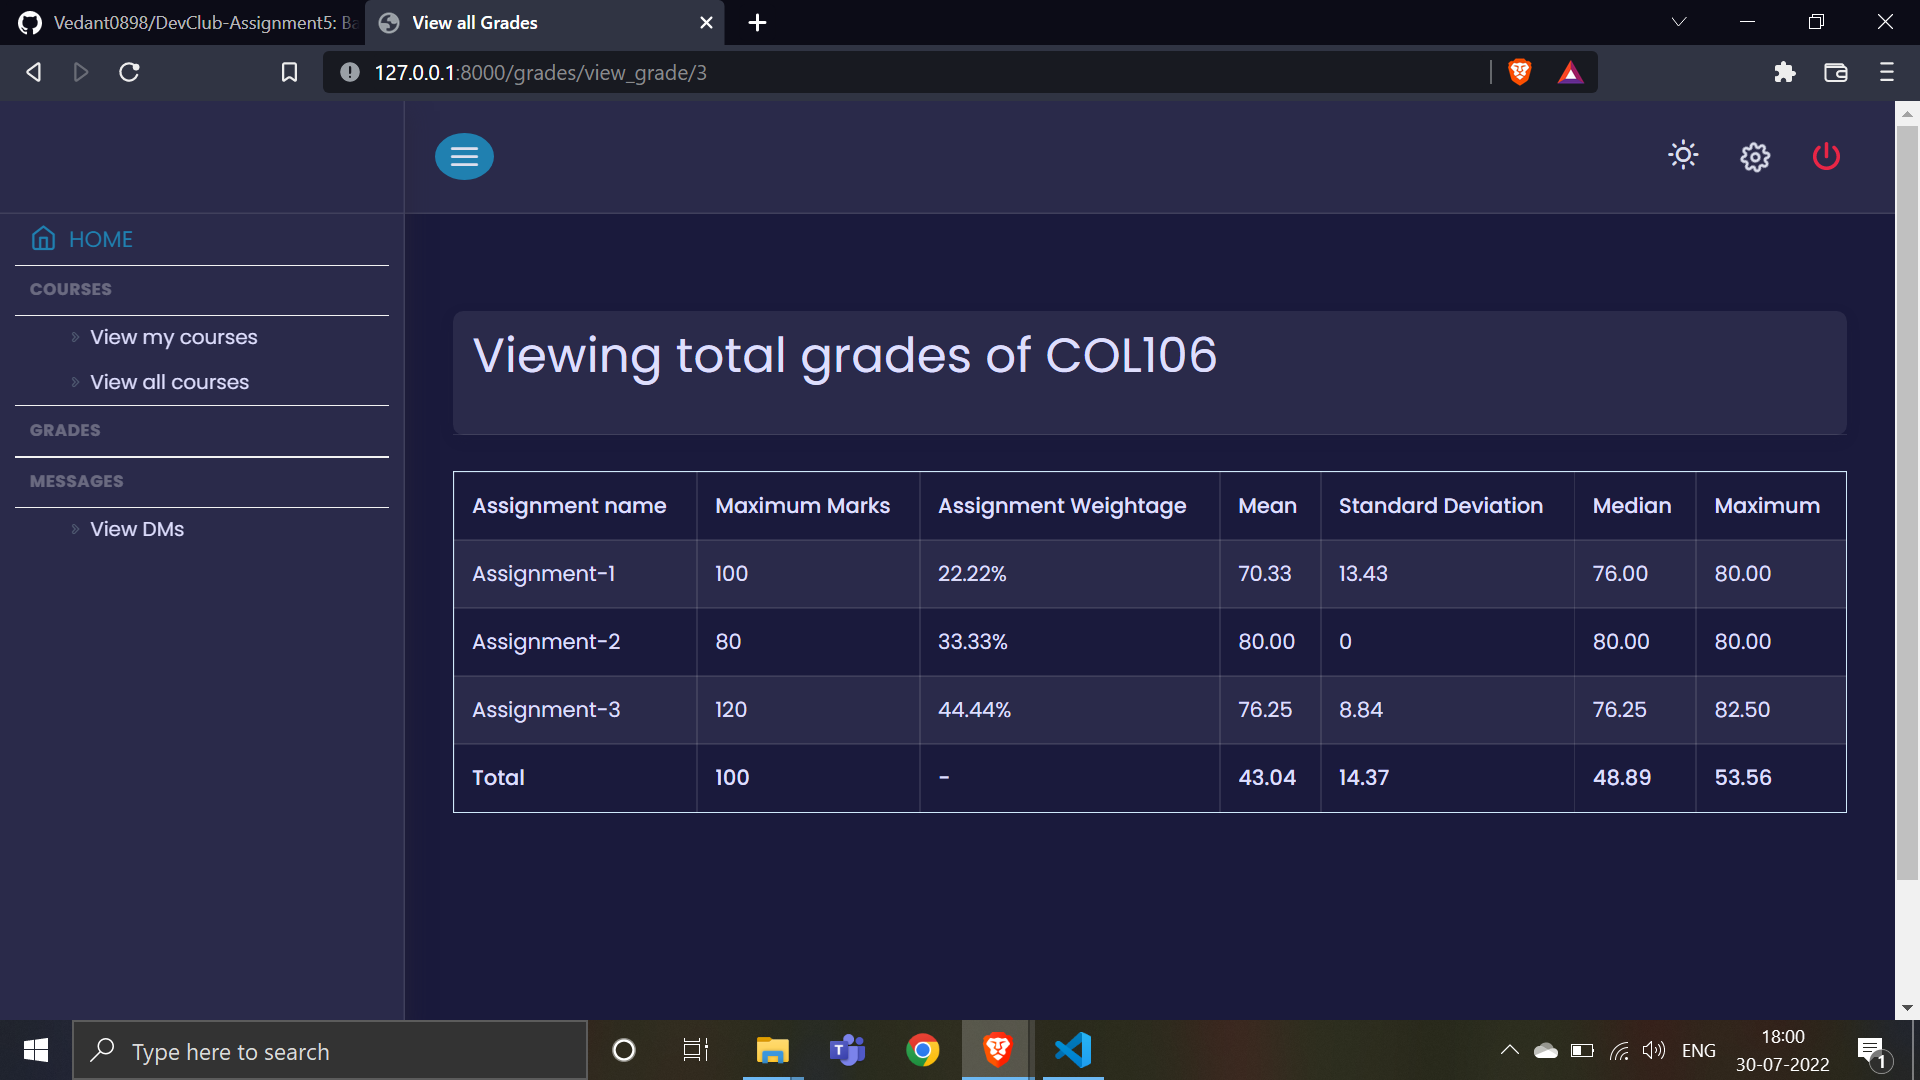 Vedant0898/DevClub-Assignment5: Ba
View all Grades
127.0.0.1:8000/grades/view_grade/3
HOME
COURSES
View my courses
View all courses
GRADES
MESSAGES
View DMs
Viewing total grades of COL106
Assignment name Maximum Marks Assignment Weightage Mean Standard Deviation Median Maximum
Assignment-1 100 22.22% 70.33 13.43 76.00 80.00
Assignment-2 80 33.33% 80.00 0 80.00 80.00
Assignment-3 120 44.44% 76.25 8.84 76.25 82.50
Total 100 - 43.04 14.37 48.89 53.56
Type here to search
ENG
18:00
30-07-2022
1